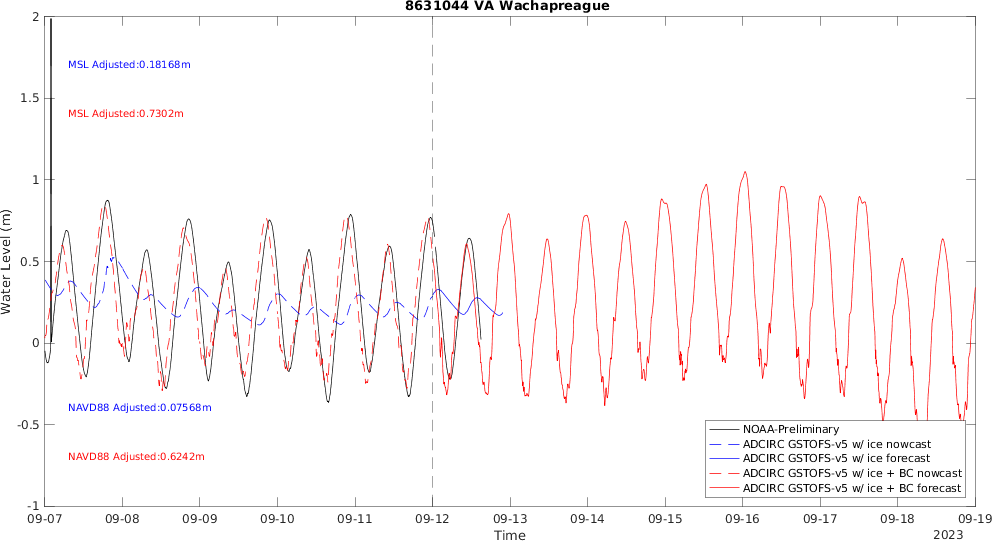 8631044 VA Wachapreague
2
1.5
1
0.5
0
-0.5
-1
Water Level (m)
MSL Adjusted:0.18168m
MSL Adjusted:0.7302m
NAVD88 Adjusted:0.07568m
NAVD88 Adjusted:0.6242m
NOAA-Preliminary
ADCIRC GSTOFS-v5 w/ ice nowcast
ADCIRC GSTOFS-v5 w/ ice forecast
ADCIRC GSTOFS-v5 w/ ice + BC nowcast
ADCIRC GSTOFS-v5 w/ ice + BC forecast
09-07 09-08 09-09 09-10 09-11 09-12 09-13 09-14 09-15 09-16 09-17 09-18 09-19
Time
2023